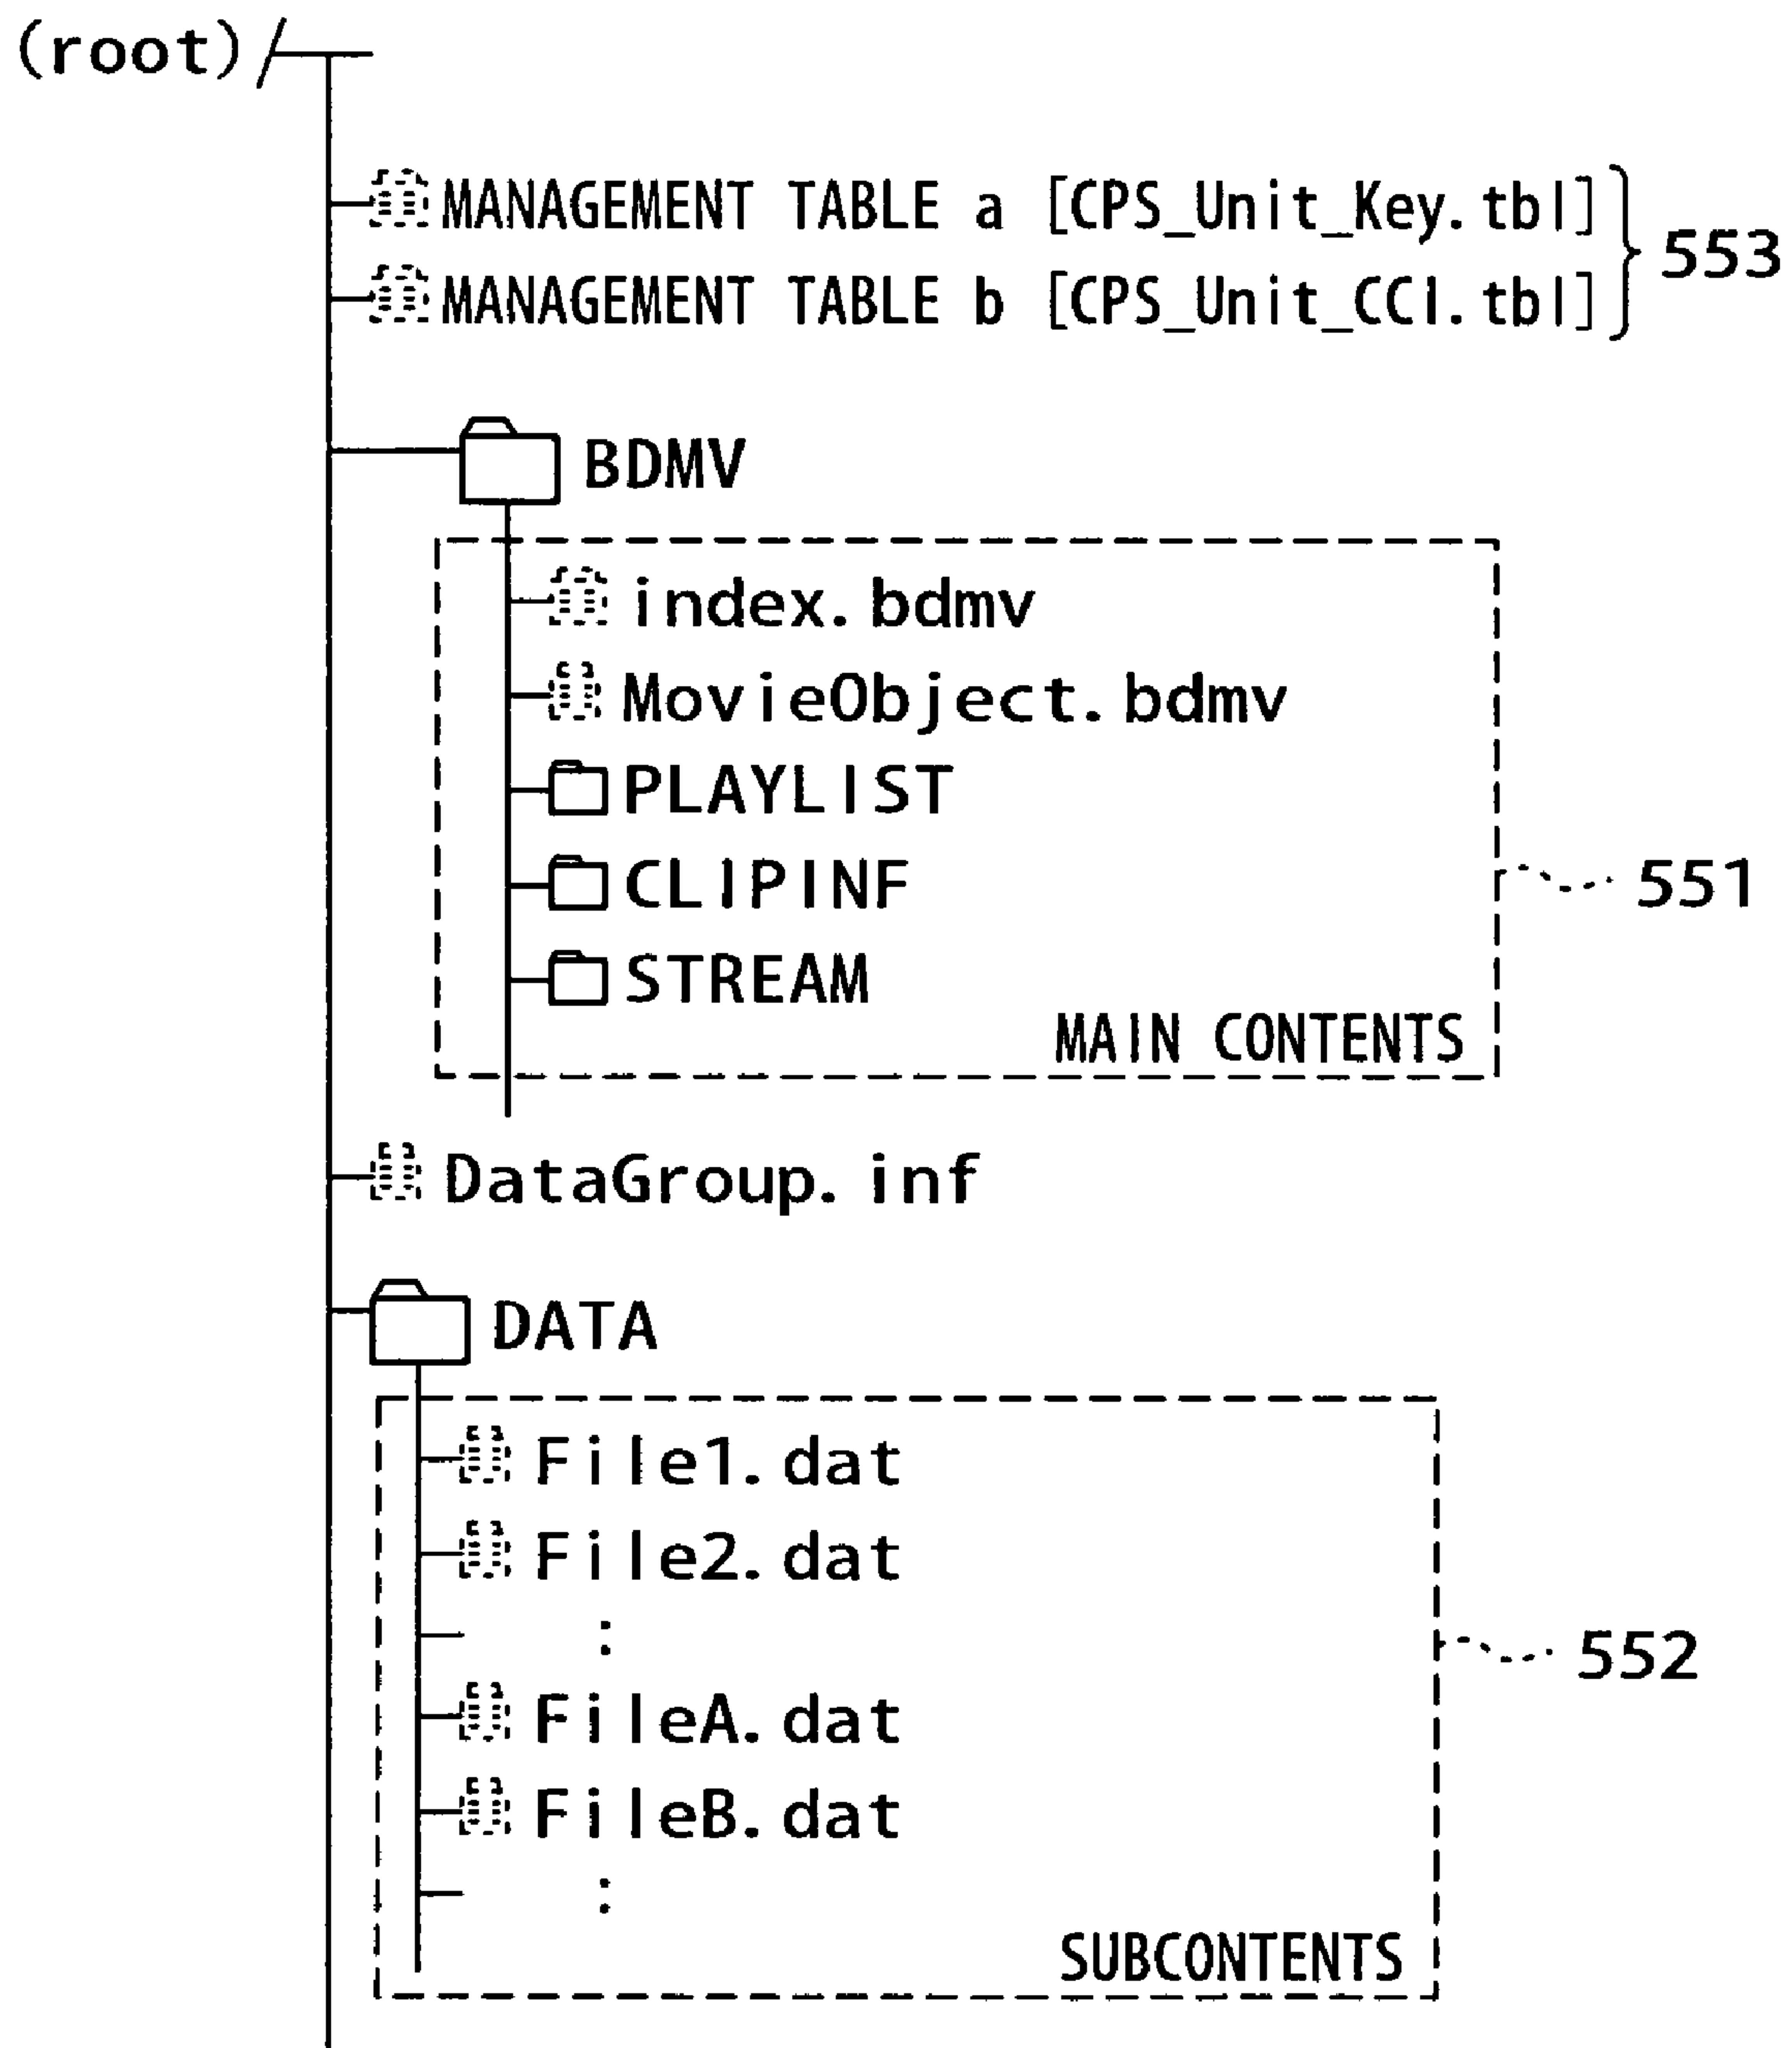 (root)/
MANAGEMENT TABLE a [CPS_Unit_Key.tbl]
553
MANAGEMENT TABLE b [CPS_Unit_CCI.tbl]
BDMV
index.bdmv
MovieObject.bdmv
PLAYLIST
CLIPINF
551
STREAM
MAIN CONTENTS
DataGroup.inf
DATA
File1.dat
File2.dat
:
552
FileA.dat
FileB.dat
:
SUBCONTENTS